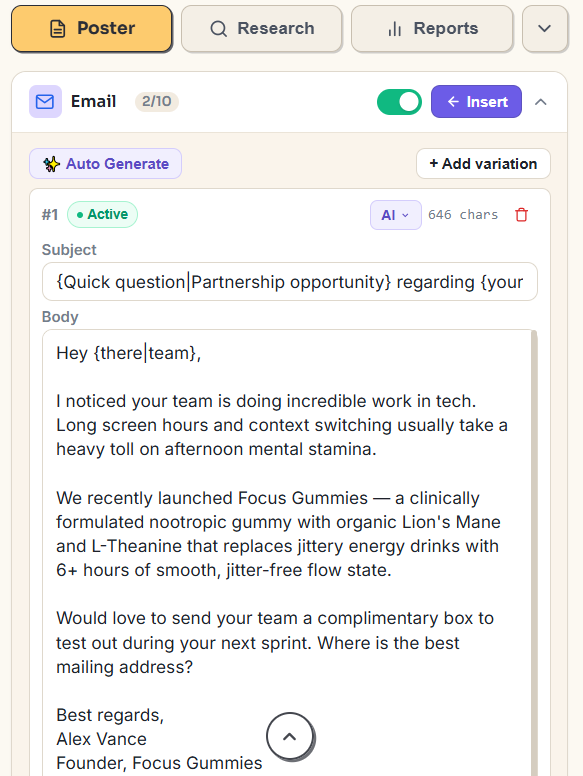 Poster
Research
Reports
Email
2/10
Insert
Auto Generate
+ Add variation
#1
Active
AI
646 chars
Subject
{Quick question|Partnership opportunity} regarding {your
Body
Hey {there|team},
I noticed your team is doing incredible work in tech.
Long screen hours and context switching usually take a
heavy toll on afternoon mental stamina.
We recently launched Focus Gummies — a clinically
formulated nootropic gummy with organic Lion's Mane
and L-Theanine that replaces jittery energy drinks with
6+ hours of smooth, jitter-free flow state.
Would love to send your team a complimentary box to
test out during your next sprint. Where is the best
mailing address?
Best regards,
Alex Vance
Founder, Focus Gummies